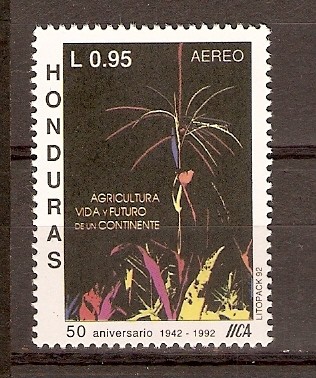 L 0.95 AEREO
HONDURAS
AGRICULTURA
VIDA Y FUTURO
DE UN CONTINENTE
LITOPACK 92
50 aniversario 1942 - 1992 IICA